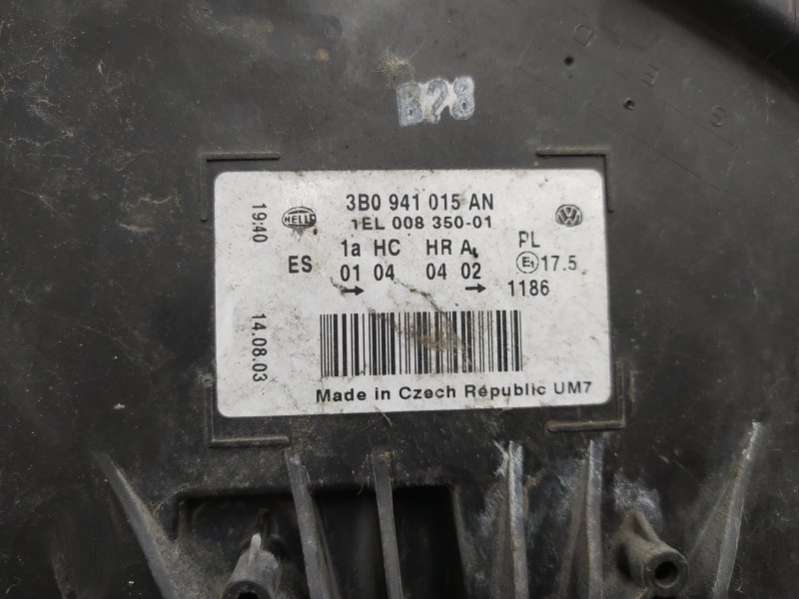 B28
19:40
HELLA
3B0 941 015 AN
1EL 008 350-01
ES 1a HC HR A PL
01 04 04 02 E1 17.5
→ → 1186
14.08.03
Made in Czech Republic UM7